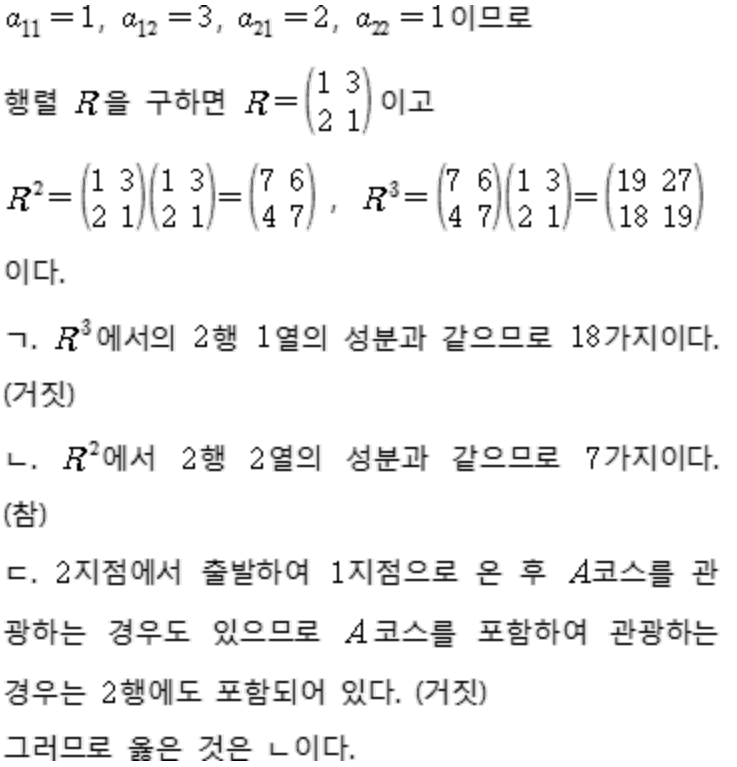 a₁₁ = 1, a₁₂ = 3, a₂₁ = 2, a₂₂ = 1이므로
행렬 R을 구하면 R = (1 3; 2 1) 이고
R² = (1 3; 2 1)(1 3; 2 1) = (7 6; 4 7) , R³ = (7 6; 4 7)(1 3; 2 1) = (19 27; 18 19)
이다.
ㄱ. R³에서의 2행 1열의 성분과 같으므로 18가지이다.
(거짓)
ㄴ. R²에서 2행 2열의 성분과 같으므로 7가지이다.
(참)
ㄷ. 2지점에서 출발하여 1지점으로 온 후 A코스를 관
광하는 경우도 있으므로 A코스를 포함하여 관광하는
경우는 2행에도 포함되어 있다. (거짓)
그러므로 옳은 것은 ㄴ이다.